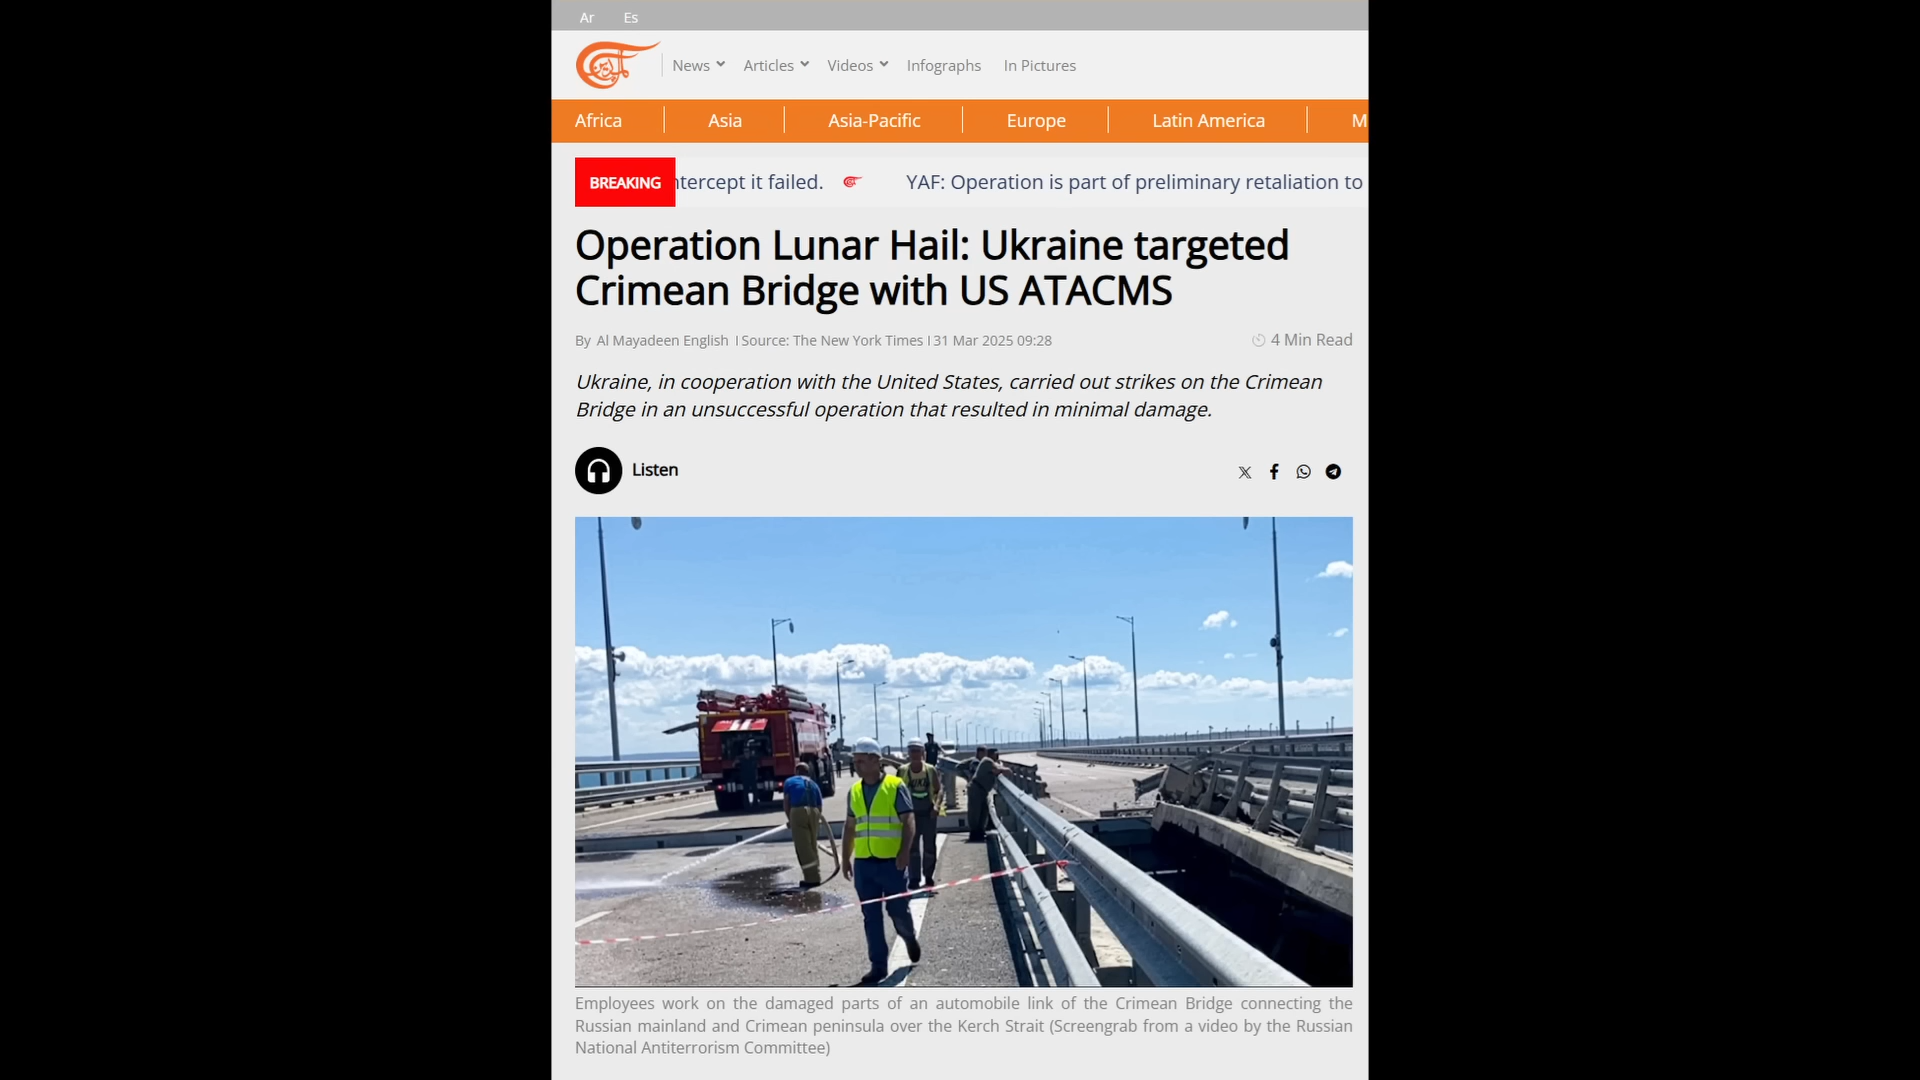 Ar Es
News Articles Videos Infographs In Pictures
Africa Asia Asia-Pacific Europe Latin America M
BREAKING ntercept it failed. YAF: Operation is part of preliminary retaliation to
Operation Lunar Hail: Ukraine targeted
Crimean Bridge with US ATACMS
By Al Mayadeen English | Source: The New York Times | 31 Mar 2025 09:28 4 Min Read
Ukraine, in cooperation with the United States, carried out strikes on the Crimean
Bridge in an unsuccessful operation that resulted in minimal damage.
Listen
Employees work on the damaged parts of an automobile link of the Crimean Bridge connecting the
Russian mainland and Crimean peninsula over the Kerch Strait (Screengrab from a video by the Russian
National Antiterrorism Committee)